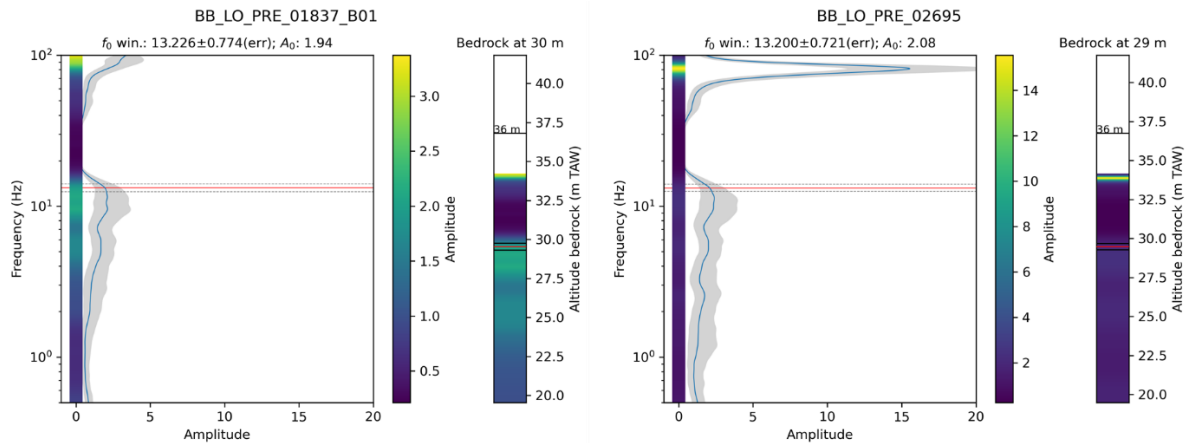 BB_LO_PRE_01837_B01
f₀ win.: 13.226±0.774(err); A₀: 1.94
Bedrock at 30 m
10²
10¹
10⁰
Frequency (Hz)
0
5
10
15
20
Amplitude
3.0
2.5
2.0
1.5
1.0
0.5
Amplitude
36 m
40.0
37.5
35.0
32.5
30.0
27.5
25.0
22.5
20.0
Altitude bedrock (m TAW)
BB_LO_PRE_02695
f₀ win.: 13.200±0.721(err); A₀: 2.08
Bedrock at 29 m
10²
10¹
10⁰
Frequency (Hz)
0
5
10
15
20
Amplitude
14
12
10
8
6
4
2
Amplitude
36 m
40.0
37.5
35.0
32.5
30.0
27.5
25.0
22.5
20.0
Altitude bedrock (m TAW)